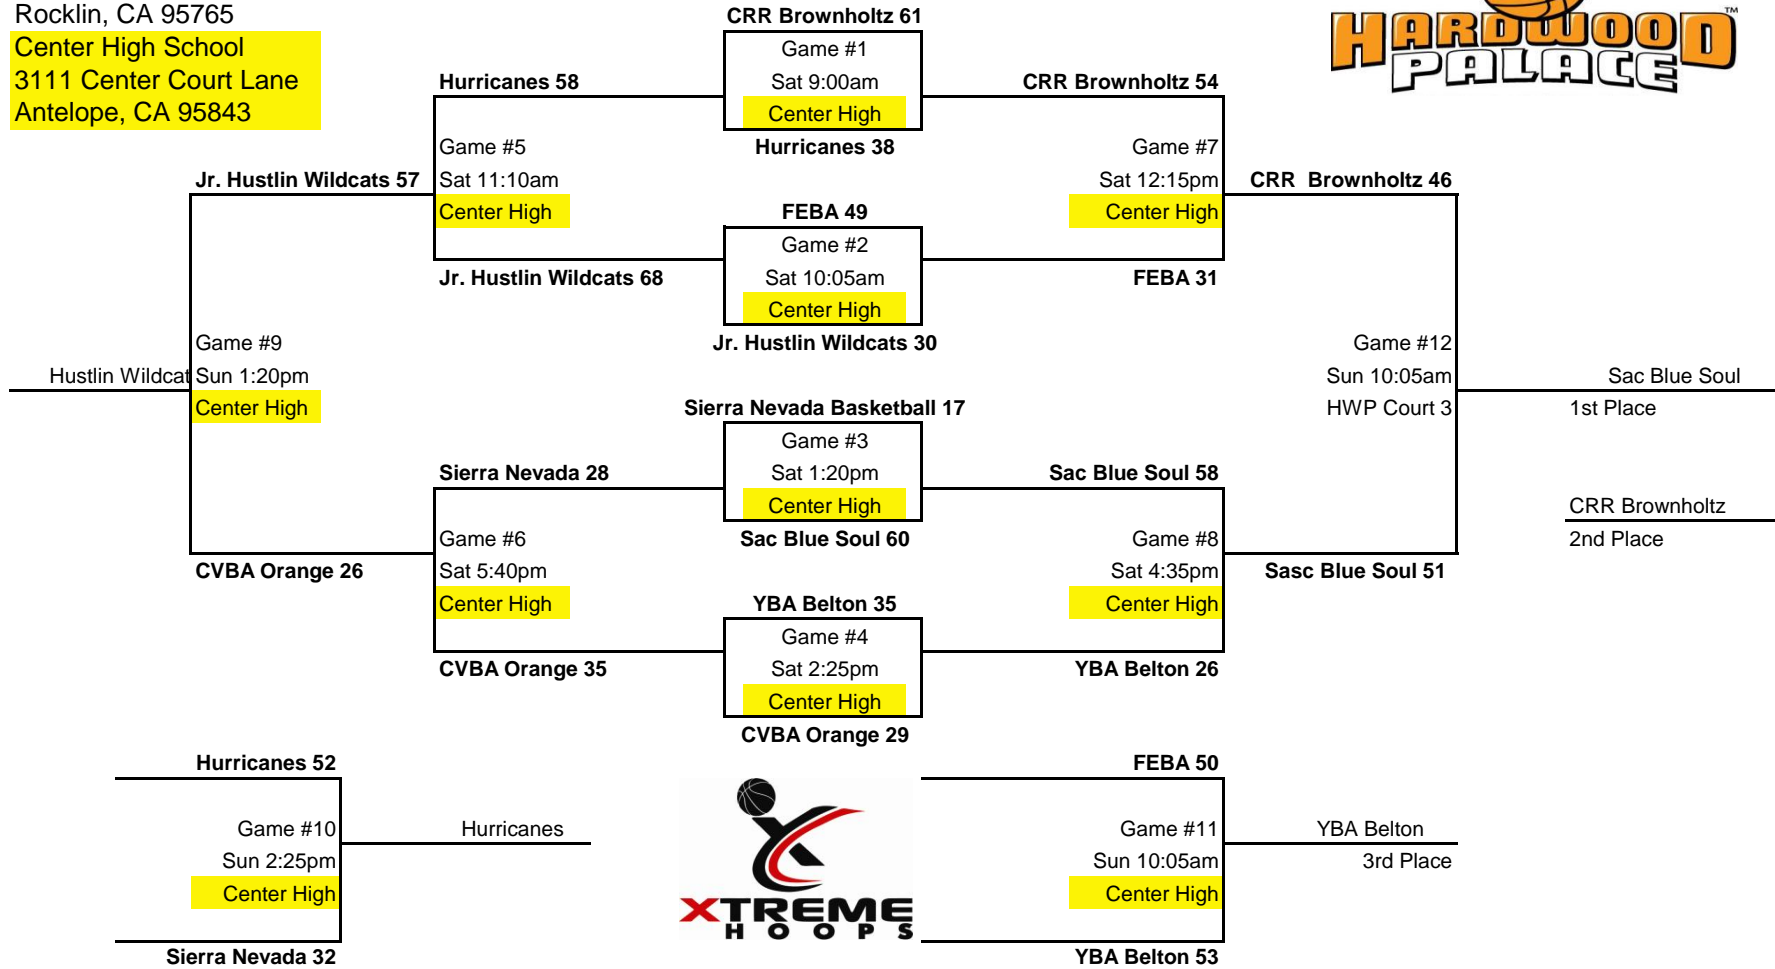 Rocklin, CA 95765
Center High School
3111 Center Court Lane
Antelope, CA 95843
HARDWOOD
PALACE
TM
CRR Brownholtz 61
Game #1
Sat 9:00am
Center High
Hurricanes 38
Hurricanes 58
CRR Brownholtz 54
Game #5
Sat 11:10am
Center High
Game #7
Sat 12:15pm
Center High
Jr. Hustlin Wildcats 57
CRR  Brownholtz 46
FEBA 49
Game #2
Sat 10:05am
Center High
Jr. Hustlin Wildcats 30
Jr. Hustlin Wildcats 68
FEBA 31
Game #9
Sun 1:20pm
Center High
Hustlin Wildcat
Game #12
Sun 10:05am
HWP Court 3
Sac Blue Soul
1st Place
Sierra Nevada Basketball 17
Game #3
Sat 1:20pm
Center High
Sac Blue Soul 60
Sierra Nevada 28
Sac Blue Soul 58
CRR Brownholtz
2nd Place
Game #6
Sat 5:40pm
Center High
Game #8
Sat 4:35pm
Center High
CVBA Orange 26
Sasc Blue Soul 51
YBA Belton 35
Game #4
Sat 2:25pm
Center High
CVBA Orange 29
CVBA Orange 35
YBA Belton 26
Hurricanes 52
Game #10
Sun 2:25pm
Center High
Sierra Nevada 32
Hurricanes
XTREME
HOOPS
FEBA 50
Game #11
Sun 10:05am
Center High
YBA Belton 53
YBA Belton
3rd Place